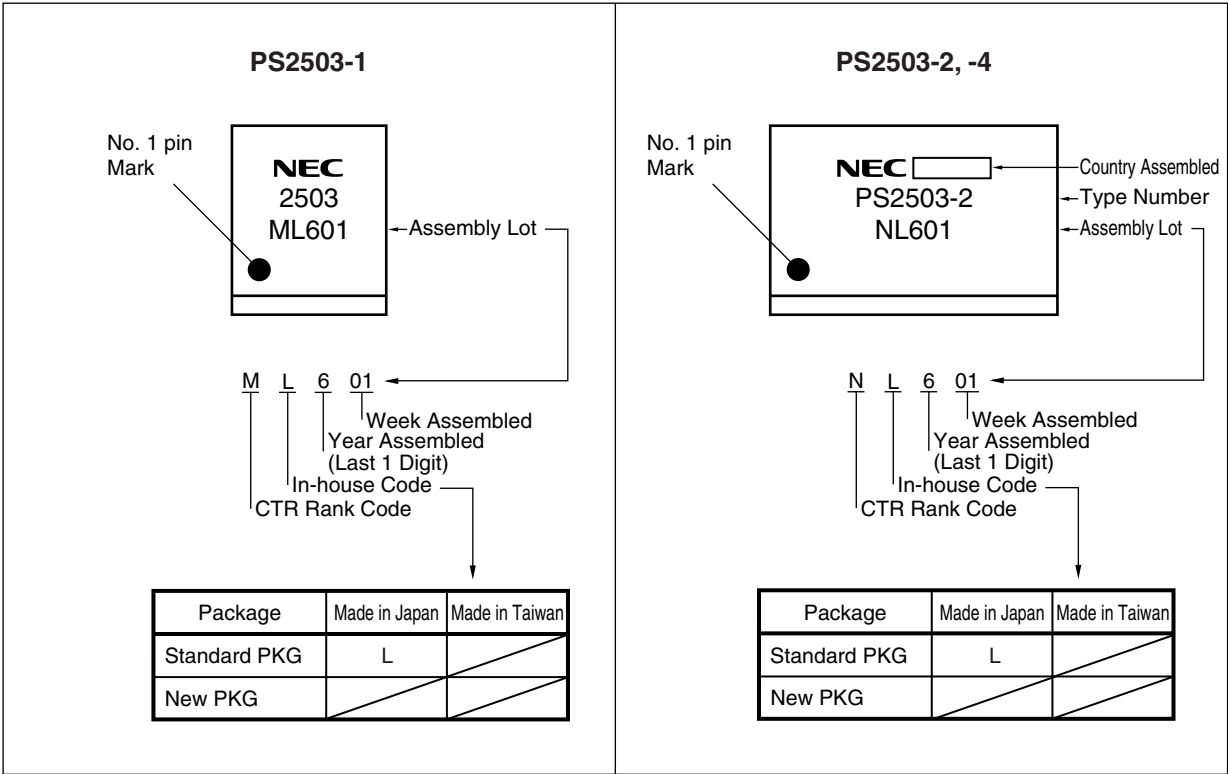 PS2503-1
No. 1 pin
Mark
NEC
2503
ML601
Assembly Lot
M L 6 01
Week Assembled
Year Assembled
(Last 1 Digit)
In-house Code
CTR Rank Code
Package Made in Japan Made in Taiwan
Standard PKG L
New PKG
PS2503-2, -4
No. 1 pin
Mark
NEC
Country Assembled
PS2503-2
Type Number
NL601
Assembly Lot
N L 6 01
Week Assembled
Year Assembled
(Last 1 Digit)
In-house Code
CTR Rank Code
Package Made in Japan Made in Taiwan
Standard PKG L
New PKG